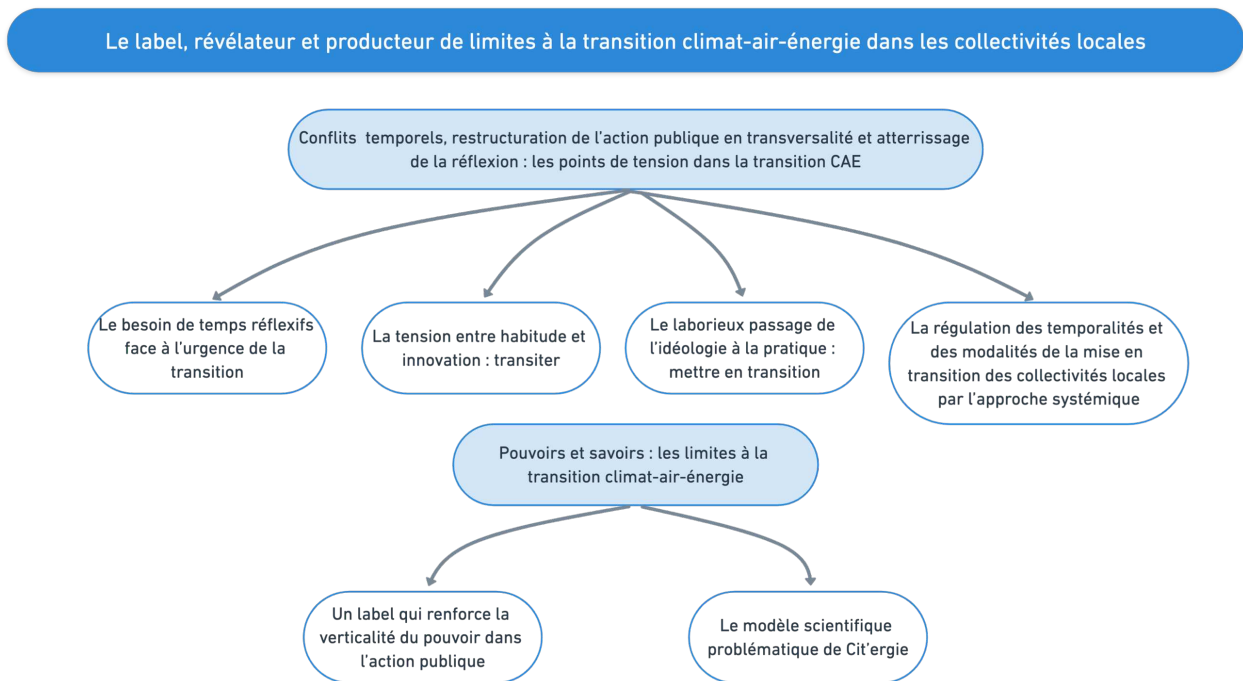 Le label, révélateur et producteur de limites à la transition climat-air-énergie dans les collectivités locales
Conflits temporels, restructuration de l'action publique en transversalité et atterrissage
de la réflexion : les points de tension dans la transition CAE
Le besoin de temps réflexifs
face à l'urgence de la
transition
La tension entre habitude et
innovation : transiter
Le laborieux passage de
l'idéologie à la pratique :
mettre en transition
La régulation des temporalités et
des modalités de la mise en
transition des collectivités locales
par l'approche systémique
Pouvoirs et savoirs : les limites à la
transition climat-air-énergie
Un label qui renforce la
verticalité du pouvoir dans
l'action publique
Le modèle scientifique
problématique de Cit'ergie